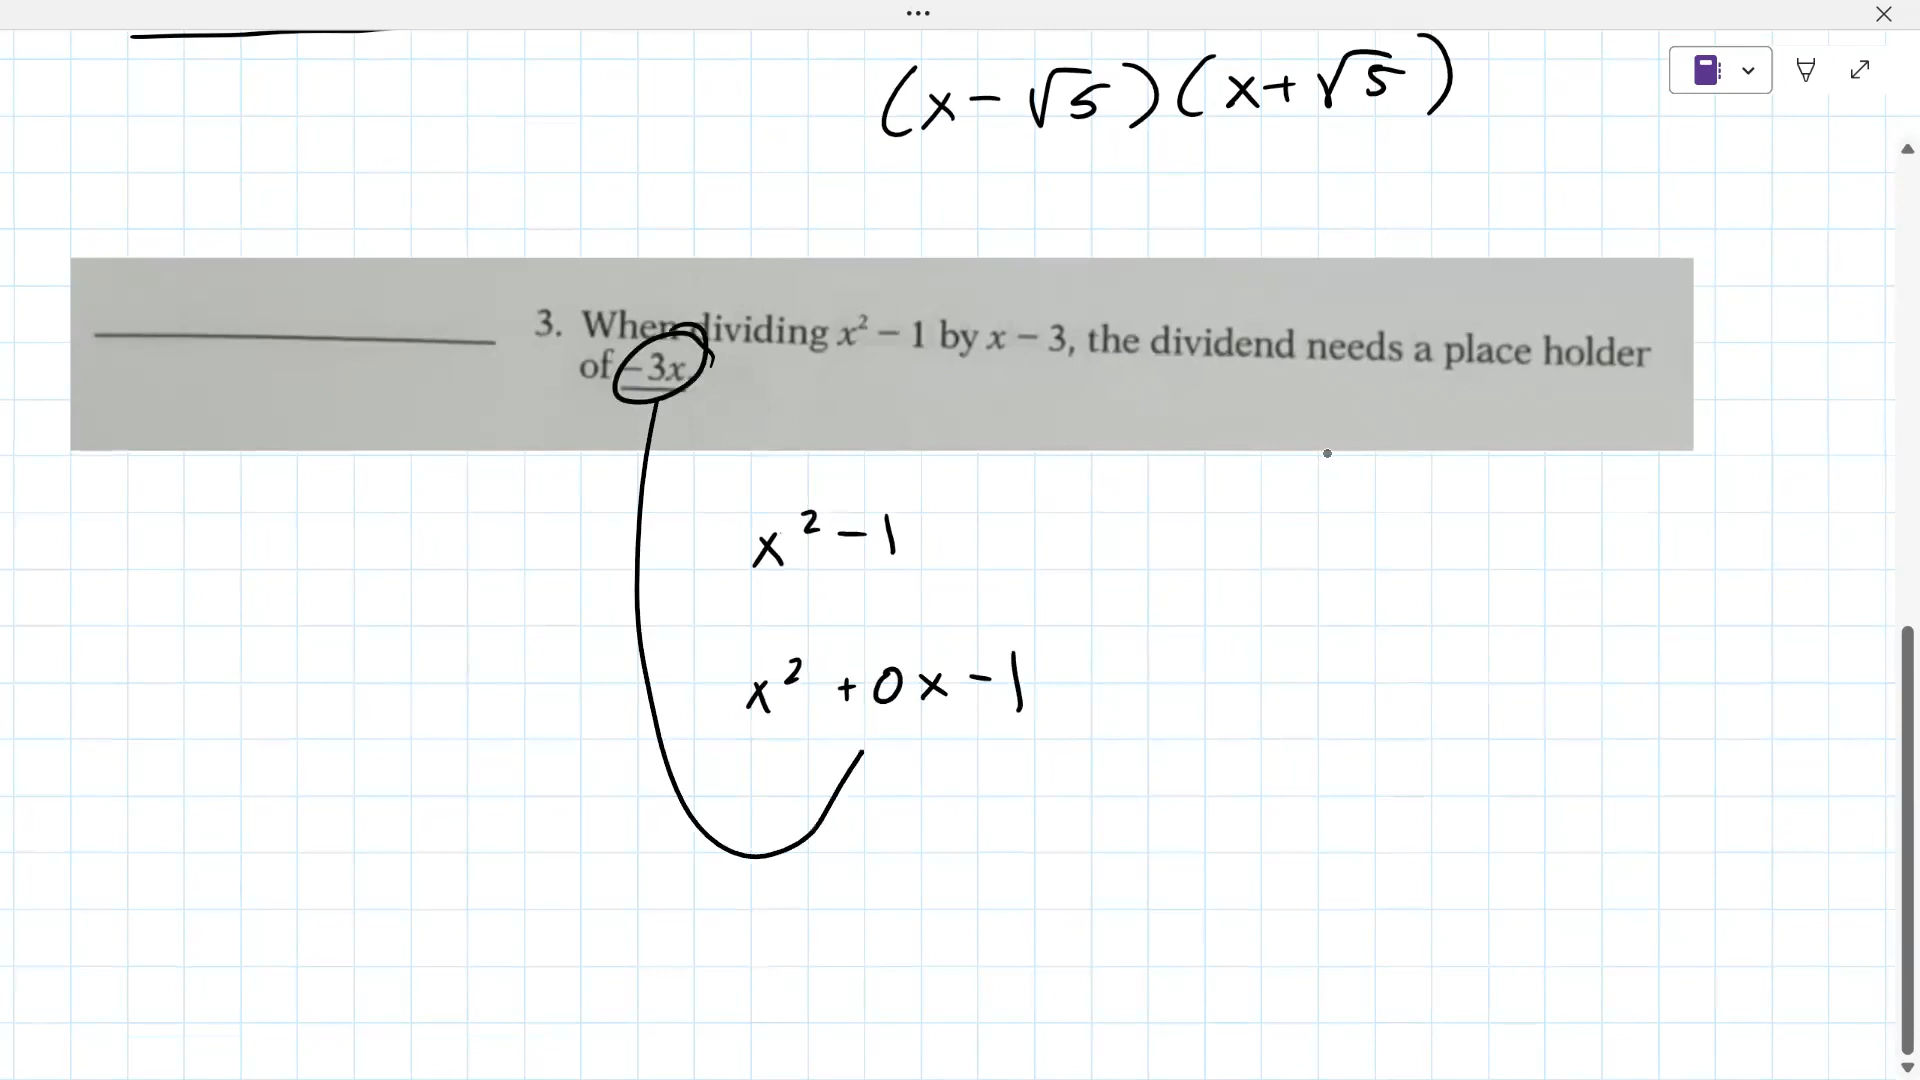 (x - √5)(x + √5)
3. When dividing x² − 1 by x − 3, the dividend needs a place holder
of −3x.
x² - 1
x² + 0x - 1